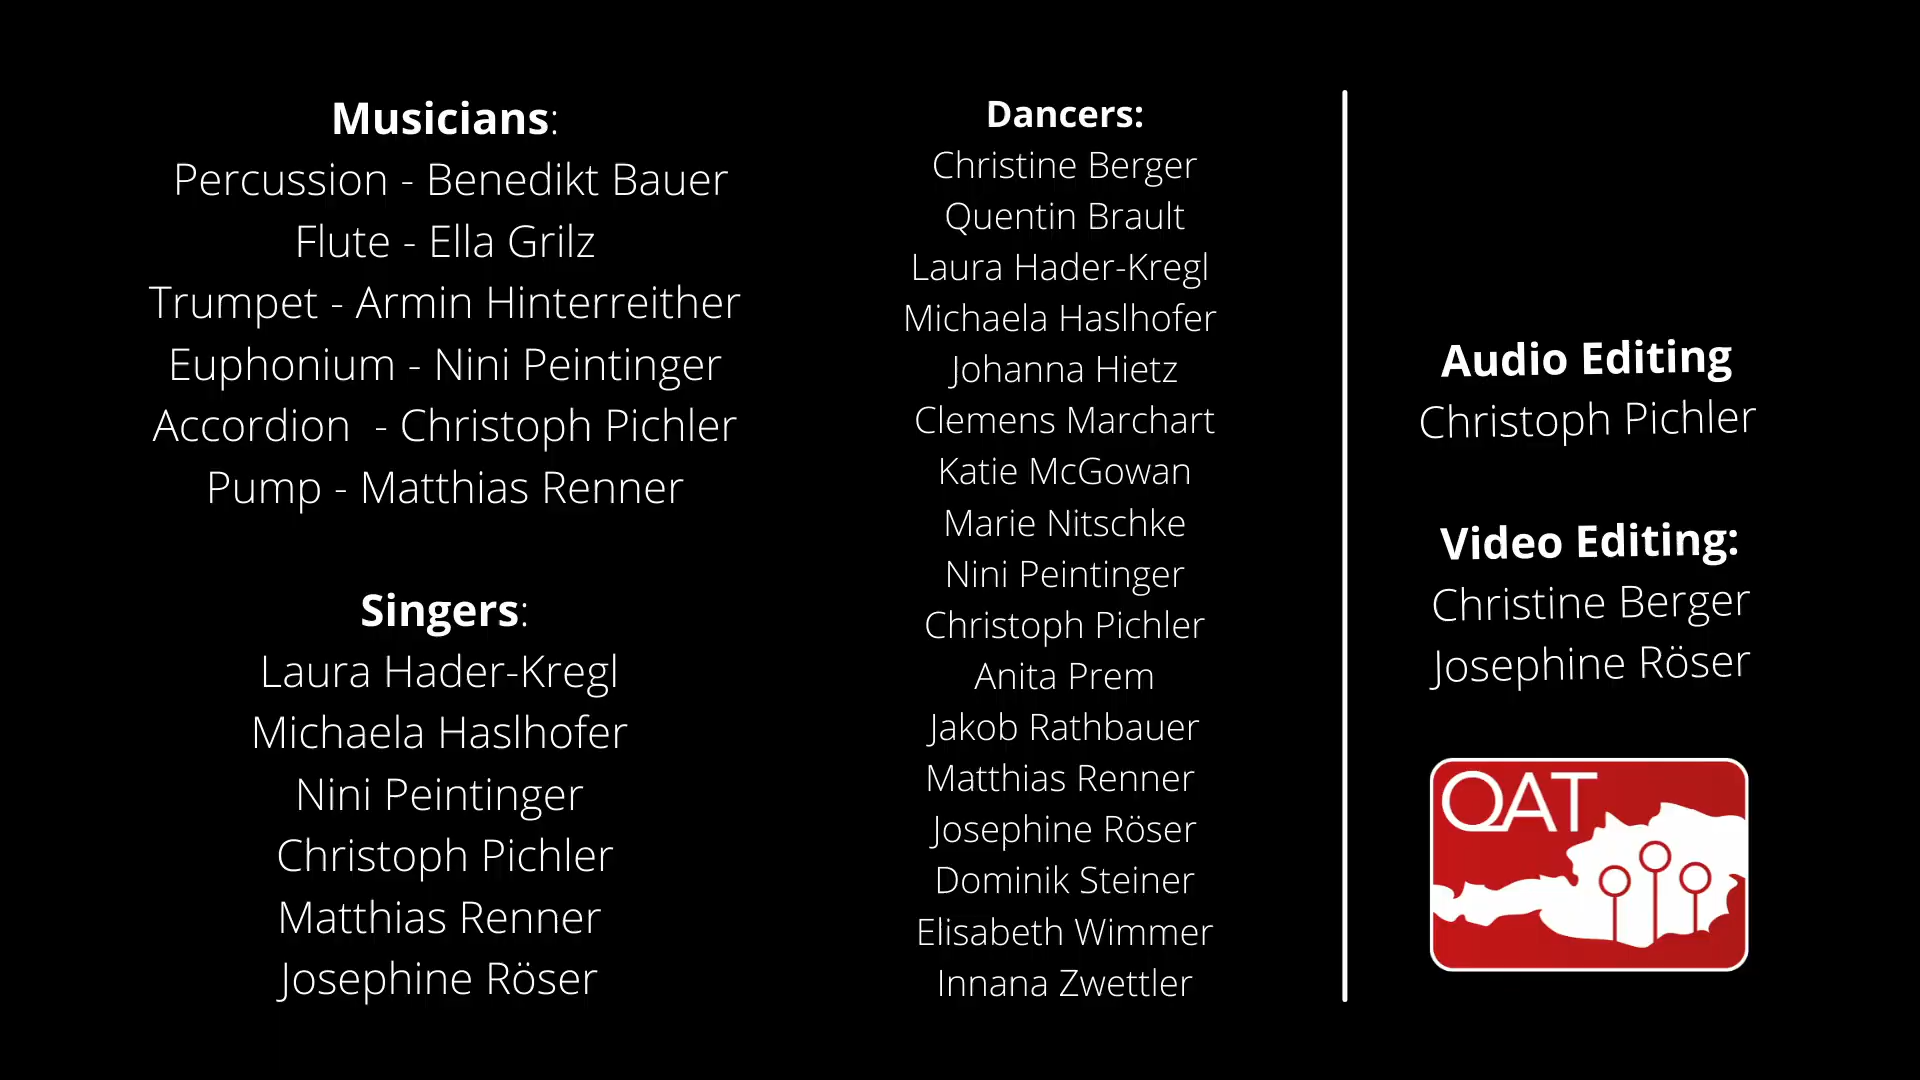 Musicians:
Percussion - Benedikt Bauer
Flute - Ella Grilz
Trumpet - Armin Hinterreither
Euphonium - Nini Peintinger
Accordion  - Christoph Pichler
Pump - Matthias Renner
Singers:
Laura Hader-Kregl
Michaela Haslhofer
Nini Peintinger
Christoph Pichler
Matthias Renner
Josephine Röser
Dancers:
Christine Berger
Quentin Brault
Laura Hader-Kregl
Michaela Haslhofer
Johanna Hietz
Clemens Marchart
Katie McGowan
Marie Nitschke
Nini Peintinger
Christoph Pichler
Anita Prem
Jakob Rathbauer
Matthias Renner
Josephine Röser
Dominik Steiner
Elisabeth Wimmer
Innana Zwettler
Audio Editing
Christoph Pichler
Video Editing:
Christine Berger
Josephine Röser
QAT